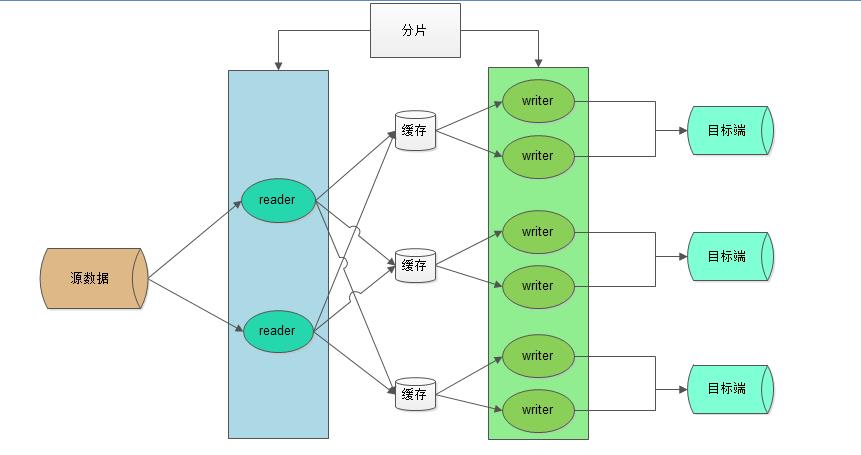 分片
源数据
reader
reader
缓存
缓存
缓存
writer
writer
writer
writer
writer
writer
目标端
目标端
目标端